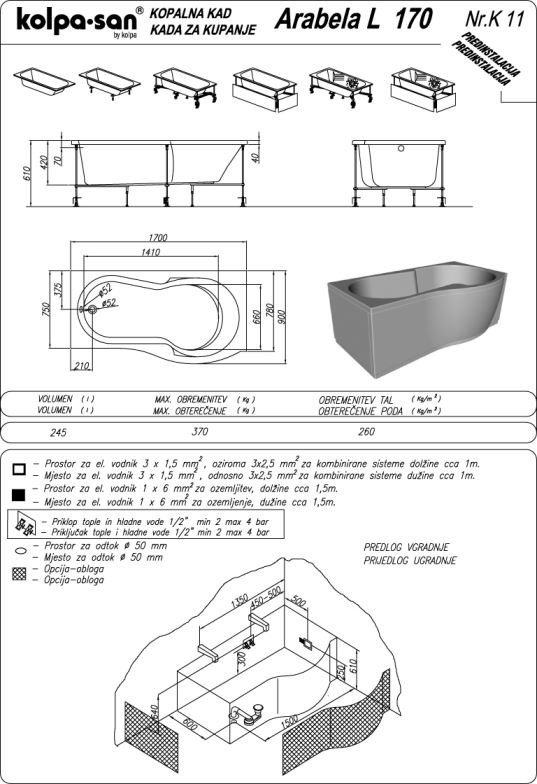 kolpa-san®
by kolpa
KOPALNA KAD
KADA ZA KUPANJE
Arabela L 170
Nr.K 11
PREDINSTALACIJA
PREDINSTALACIJA
610
420
70
40
1700
1410
ø52
ø52
375
750
210
660
780
900
VOLUMEN ( l ) MAX. OBREMENITEV ( Kg ) OBREMENITEV TAL ( Kg/m² )
VOLUMEN ( l ) MAX. OBTEREČENJE ( Kg ) OBTEREČENJE PODA ( Kg/m² )
245 370 260
– Prostor za el. vodnik 3 x 1,5 mm², oziroma 3x2,5 mm² za kombinirane sisteme dolžine cca 1m.
– Mjesto za el. vodnik 3 x 1,5 mm², odnosno 3x2,5 mm² za kombinirane sisteme dužine cca 1m.
– Prostor za el. vodnik 1 x 6 mm² za ozemljitev, dolžine cca 1,5m.
– Mjesto za el. vodnik 1 x 6 mm² za ozemljenje, dužine cca 1,5m.
– Priklop tople in hladne vode 1/2" min 2 max 4 bar
– Priključak tople i hladne vode 1/2" min 2 max 4 bar
– Prostor za odtok ø 50 mm
– Mjesto za odtok ø 50 mm
– Opcija-obloga
– Opcija-obloga
PREDLOG VGRADNJE
PRIJEDLOG UGRADNJE
1350
450-500
500
300
250
610
640
600
1500